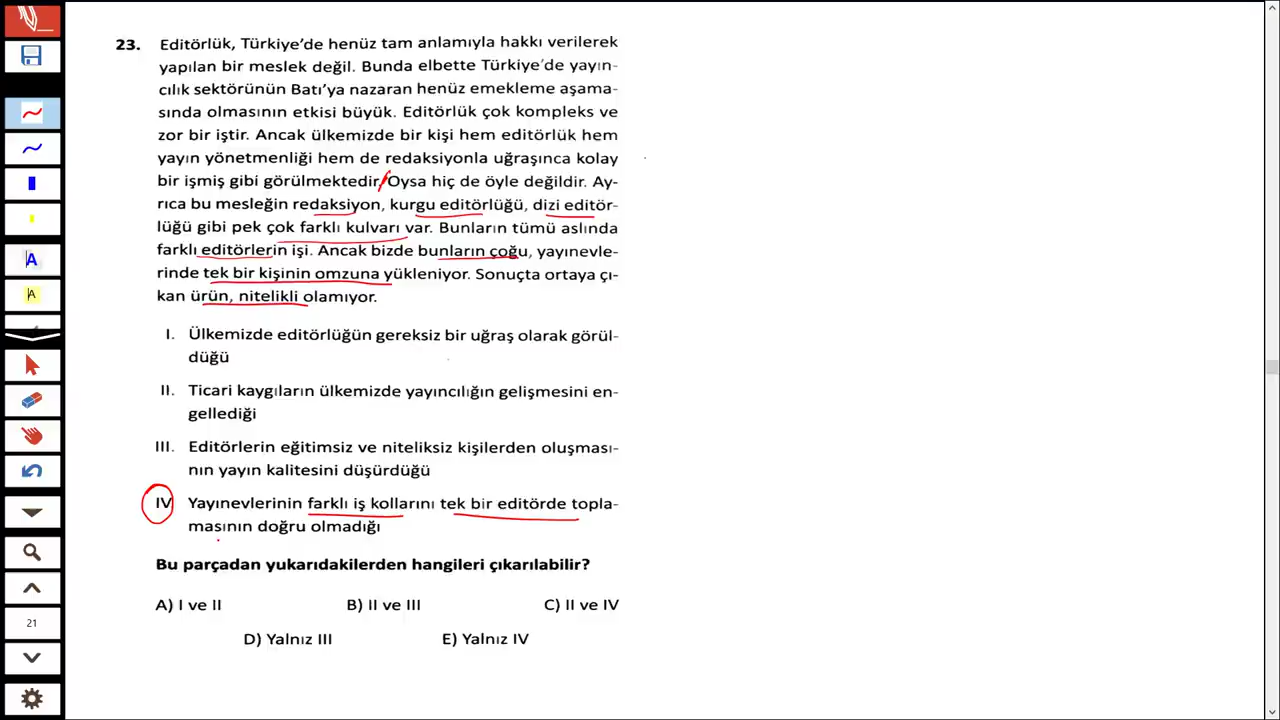 23. Editörlük, Türkiye'de henüz tam anlamıyla hakkı verilerek
yapılan bir meslek değil. Bunda elbette Türkiye'de yayın-
cılık sektörünün Batı'ya nazaran henüz emekleme aşama-
sında olmasının etkisi büyük. Editörlük çok kompleks ve
zor bir iştir. Ancak ülkemizde bir kişi hem editörlük hem
yayın yönetmenliği hem de redaksiyonla uğraşınca kolay
bir işmiş gibi görülmektedir. Oysa hiç de öyle değildir. Ay-
rıca bu mesleğin redaksiyon, kurgu editörlüğü, dizi editör-
lüğü gibi pek çok farklı kulvarı var. Bunların tümü aslında
farklı editörlerin işi. Ancak bizde bunların çoğu, yayınevle-
rinde tek bir kişinin omzuna yükleniyor. Sonuçta ortaya çı-
kan ürün, nitelikli olamıyor.
I. Ülkemizde editörlüğün gereksiz bir uğraş olarak görül-
düğü
II. Ticari kaygıların ülkemizde yayıncılığın gelişmesini en-
gellediği
III. Editörlerin eğitimsiz ve niteliksiz kişilerden oluşması-
nın yayın kalitesini düşürdüğü
IV Yayınevlerinin farklı iş kollarını tek bir editörde topla-
masının doğru olmadığı
Bu parçadan yukarıdakilerden hangileri çıkarılabilir?
A) I ve II B) II ve III C) II ve IV
D) Yalnız III E) Yalnız IV
A
A
21